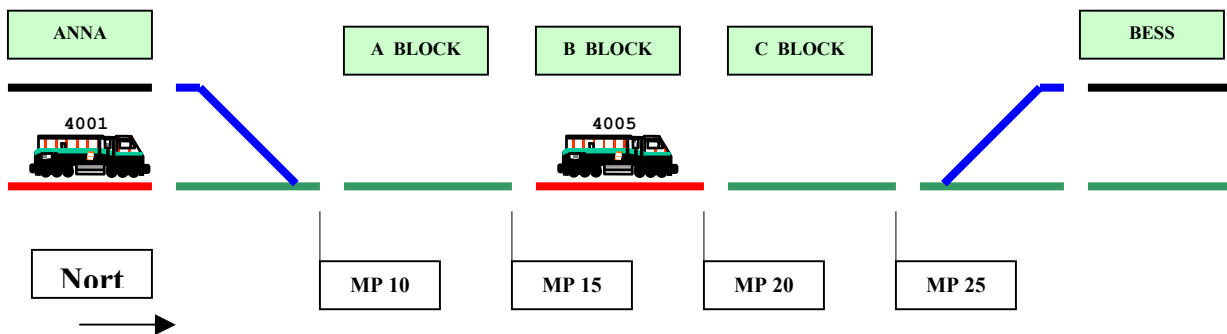 ANNA
A BLOCK
B BLOCK
C BLOCK
BESS
4001
4005
Nort
MP 10
MP 15
MP 20
MP 25